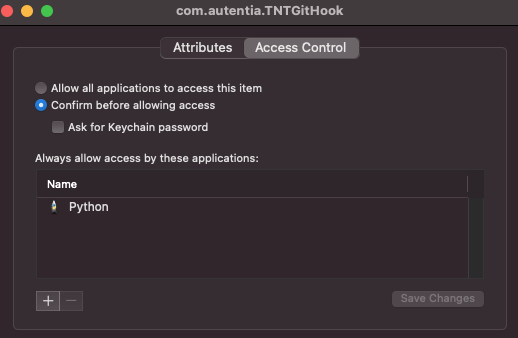 com.autentia.TNTGitHook
Attributes
Access Control
Allow all applications to access this item
Confirm before allowing access
Ask for Keychain password
Always allow access by these applications:
Name
Python
+
−
Save Changes